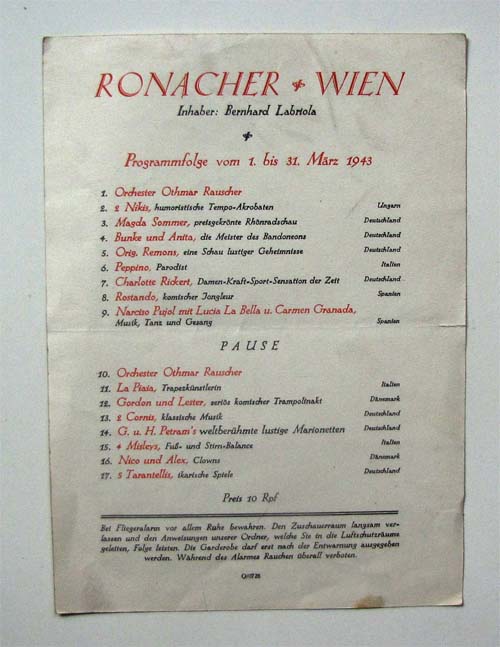 RONACHER ✦ WIEN
Inhaber: Bernhard Labriola
Programmfolge vom 1. bis 31. März 1943
1. Orchester Othmar Rauscher
2. 2 Nikis, humoristische Tempo-Akrobaten Ungarn
3. Magda Sommer, preisgekrönte Rhönradschau Deutschland
4. Bunke und Anita, die Meister des Bandoneons Deutschland
5. Orig. Remons, eine Schau lustiger Geheimnisse Deutschland
6. Peppino, Parodist Italien
7. Charlotte Rickert, Damen-Kraft-Sport-Sensation der Zeit Deutschland
8. Rostando, komischer Jongleur Spanien
9. Narciso Pujol mit Lucia La Bella u. Carmen Granada,
Musik, Tanz und Gesang Spanien
PAUSE
10. Orchester Othmar Rauscher
11. La Piaia, Trapezkünstlerin Italien
12. Gordon und Lester, seriös komischer Trampolinakt Dänemark
13. 2 Cornis, klassische Musik Deutschland
14. G. u. H. Petram's weltberühmte lustige Marionetten Deutschland
15. 4 Misleys, Fuß- und Stirn-Balance Italien
16. Nico und Alex, Clowns Dänemark
17. 5 Tarantellis, ikarische Spiele Deutschland
Preis 10 Rpf
Bei Fliegeralarm vor allem Ruhe bewahren. Den Zuschauerraum langsam ver-
lassen und den Anweisungen unserer Ordner, welche Sie in die Luftschutzräume
geleiten, Folge leisten. Die Garderobe darf erst nach der Entwarnung ausgegeben
werden. Während des Alarmes Rauchen überall verboten.